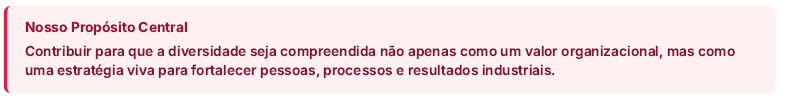 Nosso Propósito Central
Contribuir para que a diversidade seja compreendida não apenas como um valor organizacional, mas como
uma estratégia viva para fortalecer pessoas, processos e resultados industriais.